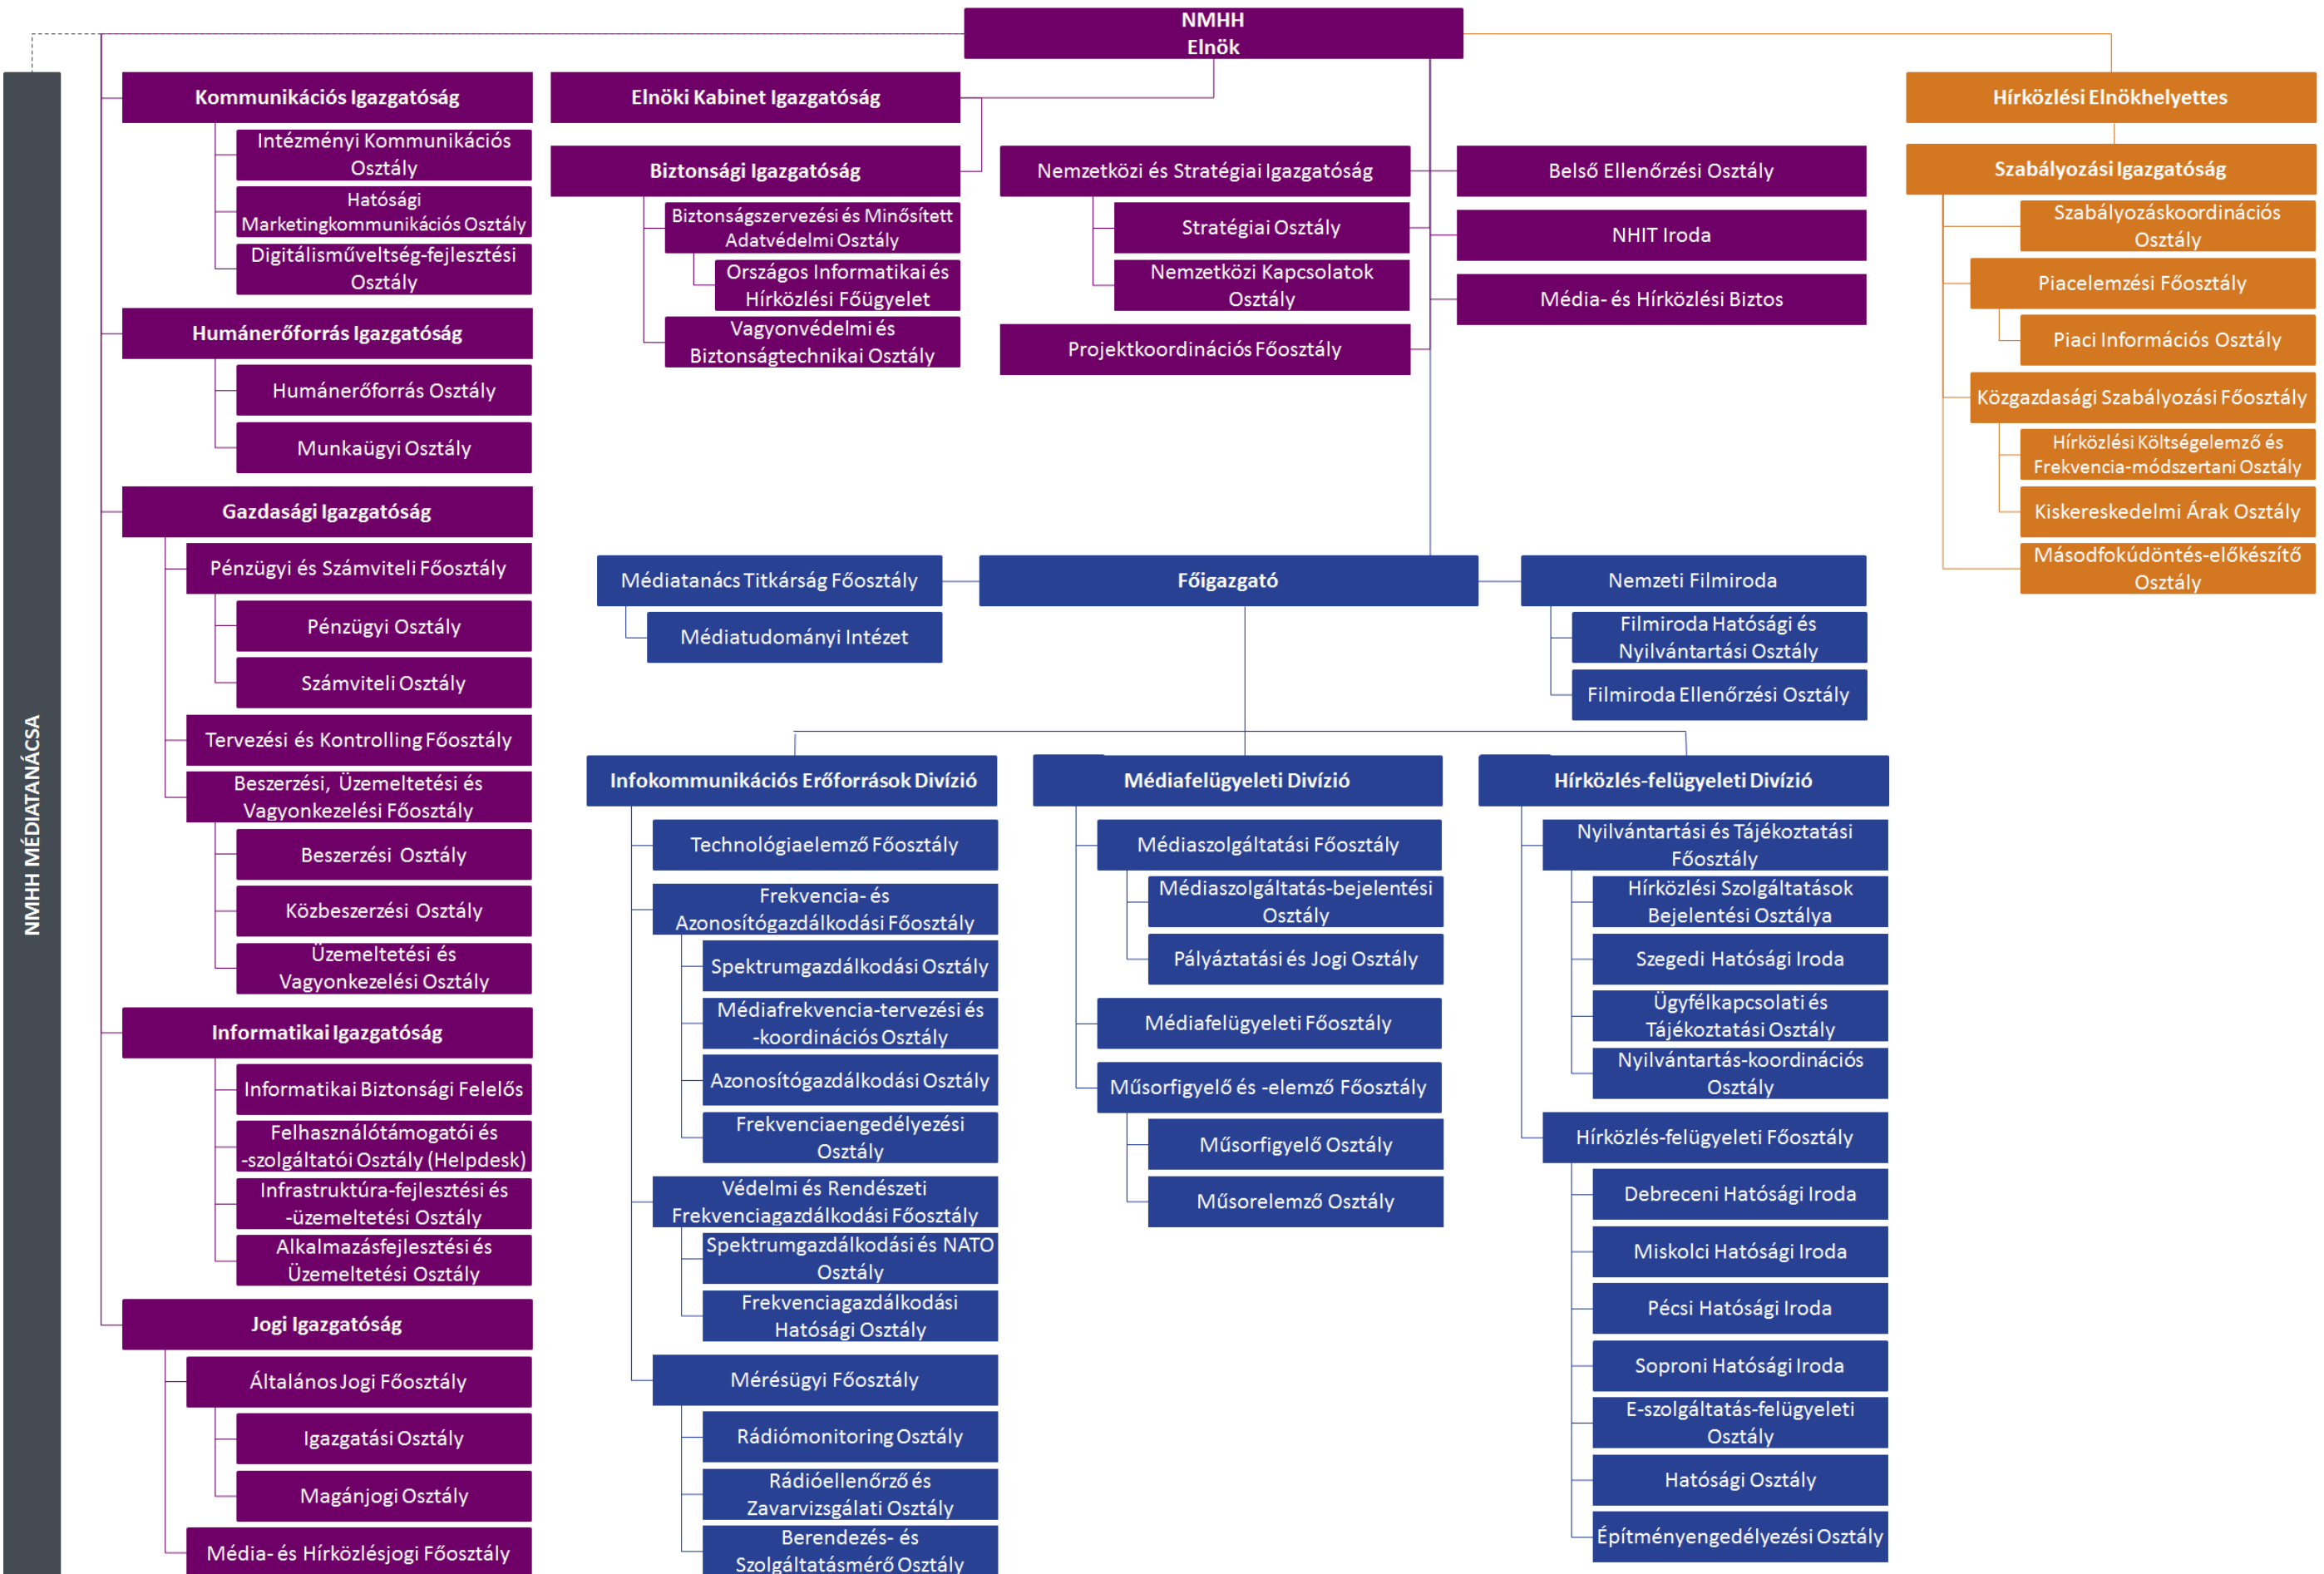 NMHH
Elnök
NMHH MÉDIATANÁCSA
Kommunikációs Igazgatóság
Intézményi Kommunikációs
Osztály
Hatósági
Marketingkommunikációs Osztály
Digitálisműveltség-fejlesztési
Osztály
Humánerőforrás Igazgatóság
Humánerőforrás Osztály
Munkaügyi Osztály
Gazdasági Igazgatóság
Pénzügyi és Számviteli Főosztály
Pénzügyi Osztály
Számviteli Osztály
Tervezési és Kontrolling Főosztály
Beszerzési, Üzemeltetési és
Vagyonkezelési Főosztály
Beszerzési Osztály
Közbeszerzési Osztály
Üzemeltetési és
Vagyonkezelési Osztály
Informatikai Igazgatóság
Informatikai Biztonsági Felelős
Felhasználótámogatói és
-szolgáltatói Osztály (Helpdesk)
Infrastruktúra-fejlesztési és
-üzemeltetési Osztály
Alkalmazásfejlesztési és
Üzemeltetési Osztály
Jogi Igazgatóság
Általános Jogi Főosztály
Igazgatási Osztály
Magánjogi Osztály
Média- és Hírközlésjogi Főosztály
Elnöki Kabinet Igazgatóság
Biztonsági Igazgatóság
Biztonságszervezési és Minősített
Adatvédelmi Osztály
Országos Informatikai és
Hírközlési Főügyelet
Vagyonvédelmi és
Biztonságtechnikai Osztály
Nemzetközi és Stratégiai Igazgatóság
Stratégiai Osztály
Nemzetközi Kapcsolatok
Osztály
Projektkoordinációs Főosztály
Belső Ellenőrzési Osztály
NHIT Iroda
Média- és Hírközlési Biztos
Hírközlési Elnökhelyettes
Szabályozási Igazgatóság
Szabályozáskoordinációs
Osztály
Piacelemzési Főosztály
Piaci Információs Osztály
Közgazdasági Szabályozási Főosztály
Hírközlési Költségelemző és
Frekvencia-módszertani Osztály
Kiskereskedelmi Árak Osztály
Másodfokúdöntés-előkészítő
Osztály
Médiatanács Titkárság Főosztály
Médiatudományi Intézet
Főigazgató
Nemzeti Filmiroda
Filmiroda Hatósági és
Nyilvántartási Osztály
Filmiroda Ellenőrzési Osztály
Infokommunikációs Erőforrások Divízió
Technológiaelemző Főosztály
Frekvencia- és
Azonosítógazdálkodási Főosztály
Spektrumgazdálkodási Osztály
Médiafrekvencia-tervezési és
-koordinációs Osztály
Azonosítógazdálkodási Osztály
Frekvenciaengedélyezési
Osztály
Védelmi és Rendészeti
Frekvenciagazdálkodási Főosztály
Spektrumgazdálkodási és NATO
Osztály
Frekvenciagazdálkodási
Hatósági Osztály
Mérésügyi Főosztály
Rádiómonitoring Osztály
Rádióellenőrző és
Zavarvizsgálati Osztály
Berendezés- és
Szolgáltatásmérő Osztály
Médiafelügyeleti Divízió
Médiaszolgáltatási Főosztály
Médiaszolgáltatás-bejelentési
Osztály
Pályáztatási és Jogi Osztály
Médiafelügyeleti Főosztály
Műsorfigyelő és -elemző Főosztály
Műsorfigyelő Osztály
Műsorelemző Osztály
Hírközlés-felügyeleti Divízió
Nyilvántartási és Tájékoztatási
Főosztály
Hírközlési Szolgáltatások
Bejelentési Osztálya
Szegedi Hatósági Iroda
Ügyfélkapcsolati és
Tájékoztatási Osztály
Nyilvántartás-koordinációs
Osztály
Hírközlés-felügyeleti Főosztály
Debreceni Hatósági Iroda
Miskolci Hatósági Iroda
Pécsi Hatósági Iroda
Soproni Hatósági Iroda
E-szolgáltatás-felügyeleti
Osztály
Hatósági Osztály
Építményengedélyezési Osztály